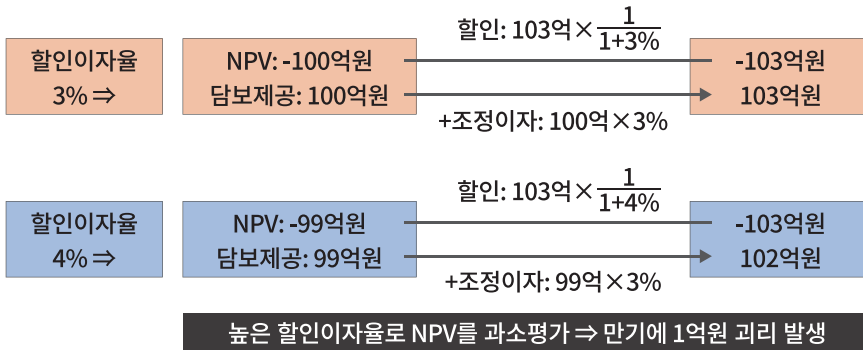 할인: 103억× 1/1+3%
할인이자율
3% ⇒
NPV: -100억원
담보제공: 100억원
-103억원
103억원
+조정이자: 100억×3%
할인: 103억× 1/1+4%
할인이자율
4% ⇒
NPV: -99억원
담보제공: 99억원
-103억원
102억원
+조정이자: 99억×3%
높은 할인이자율로 NPV를 과소평가 ⇒ 만기에 1억원 괴리 발생